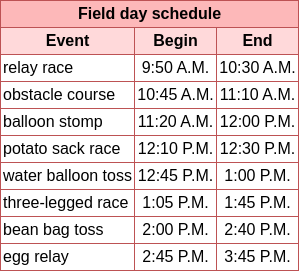 Field day schedule
Event Begin End
relay race 9:50 A.M. 10:30 A.M.
obstacle course 10:45 A.M. 11:10 A.M.
balloon stomp 11:20 A.M. 12:00 P.M.
potato sack race 12:10 P.M. 12:30 P.M.
water balloon toss 12:45 P.M. 1:00 P.M.
three-legged race 1:05 P.M. 1:45 P.M.
bean bag toss 2:00 P.M. 2:40 P.M.
egg relay 2:45 P.M. 3:45 P.M.